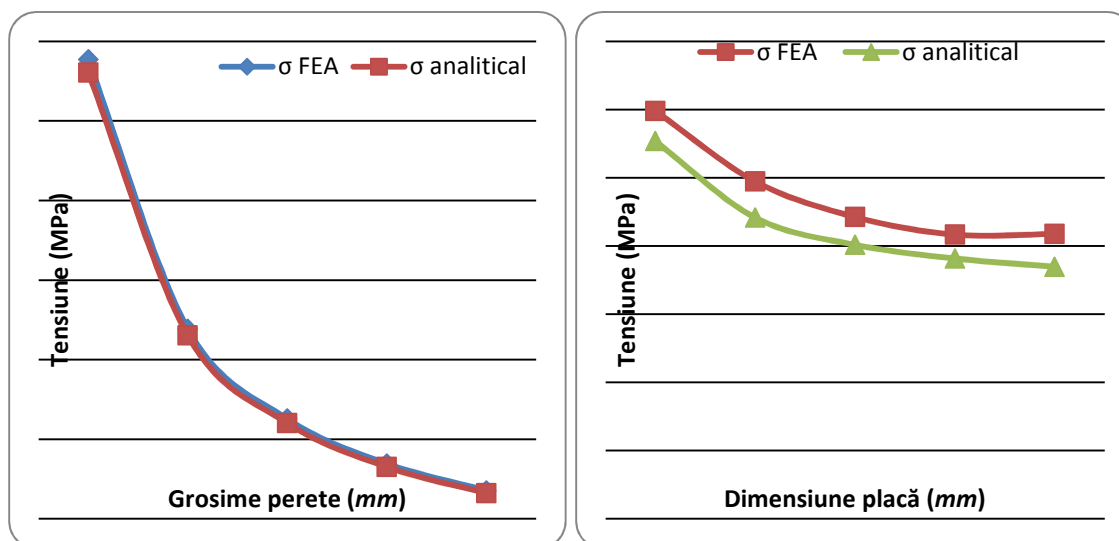 σ FEA
σ analitical
Tensiune (MPa)
Grosime perete (mm)
σ FEA
σ analitical
Tensiune (MPa)
Dimensiune placă (mm)